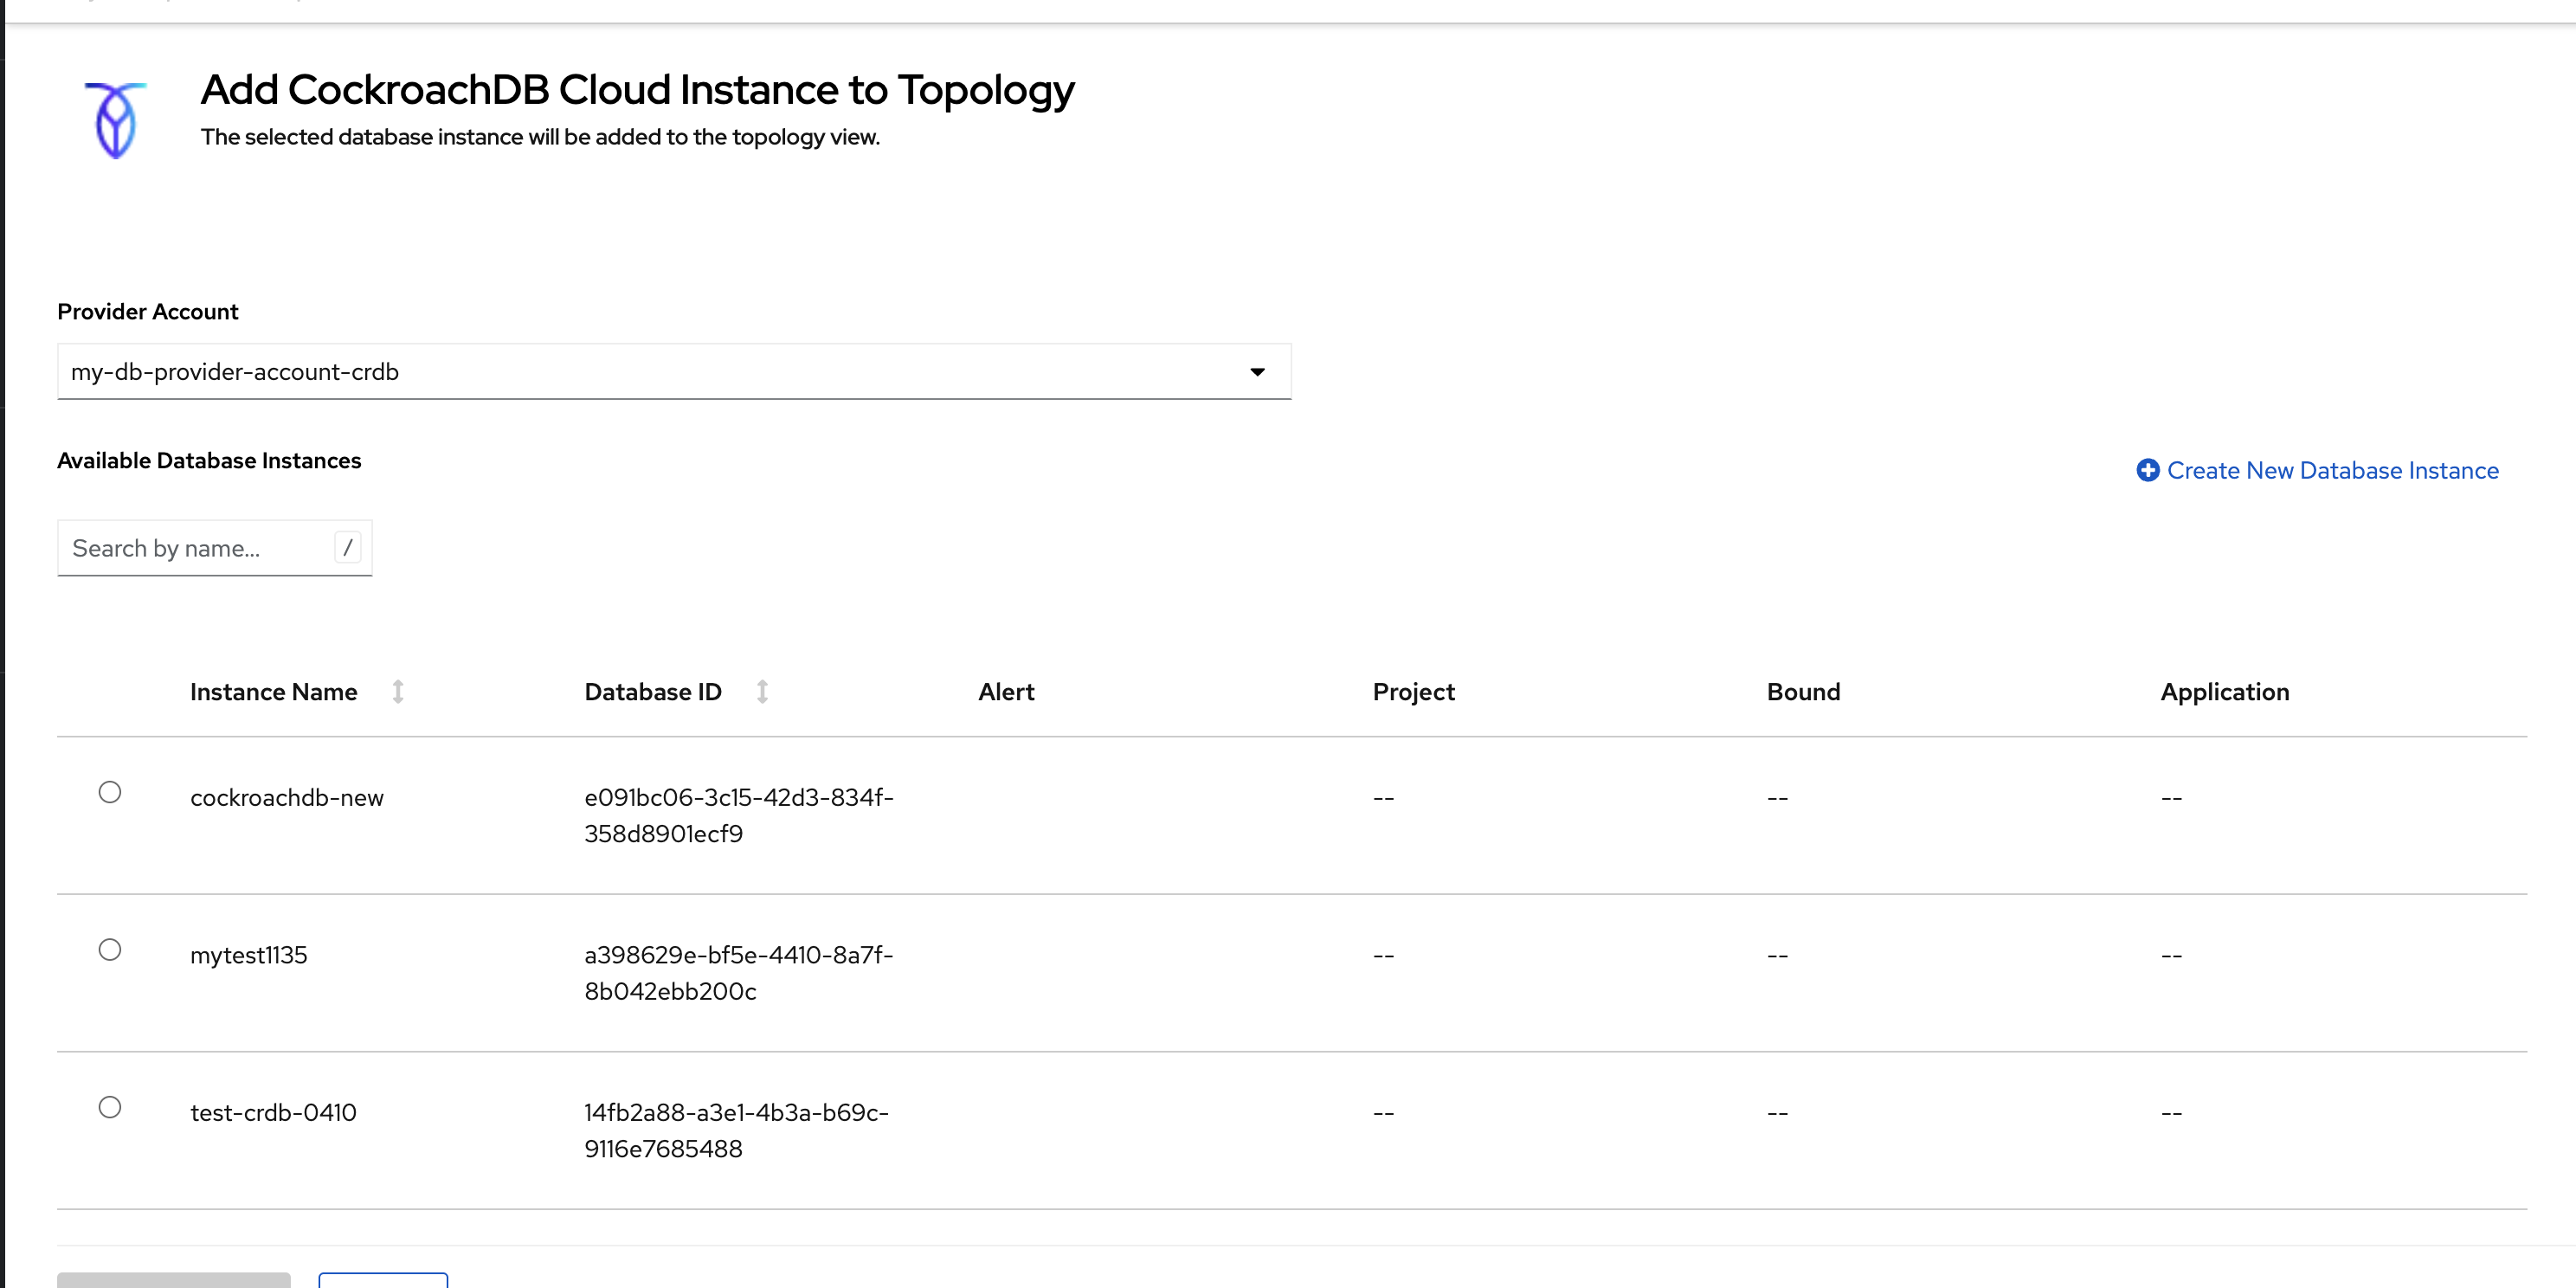 Add CockroachDB Cloud Instance to Topology
The selected database instance will be added to the topology view.
Provider Account
my-db-provider-account-crdb
Available Database Instances
Create New Database Instance
Search by name...
/
Instance Name Database ID Alert Project Bound Application
cockroachdb-new e091bc06-3c15-42d3-834f- -- -- --
358d8901ecf9
mytest1135 a398629e-bf5e-4410-8a7f- -- -- --
8b042ebb200c
test-crdb-0410 14fb2a88-a3e1-4b3a-b69c- -- -- --
9116e7685488